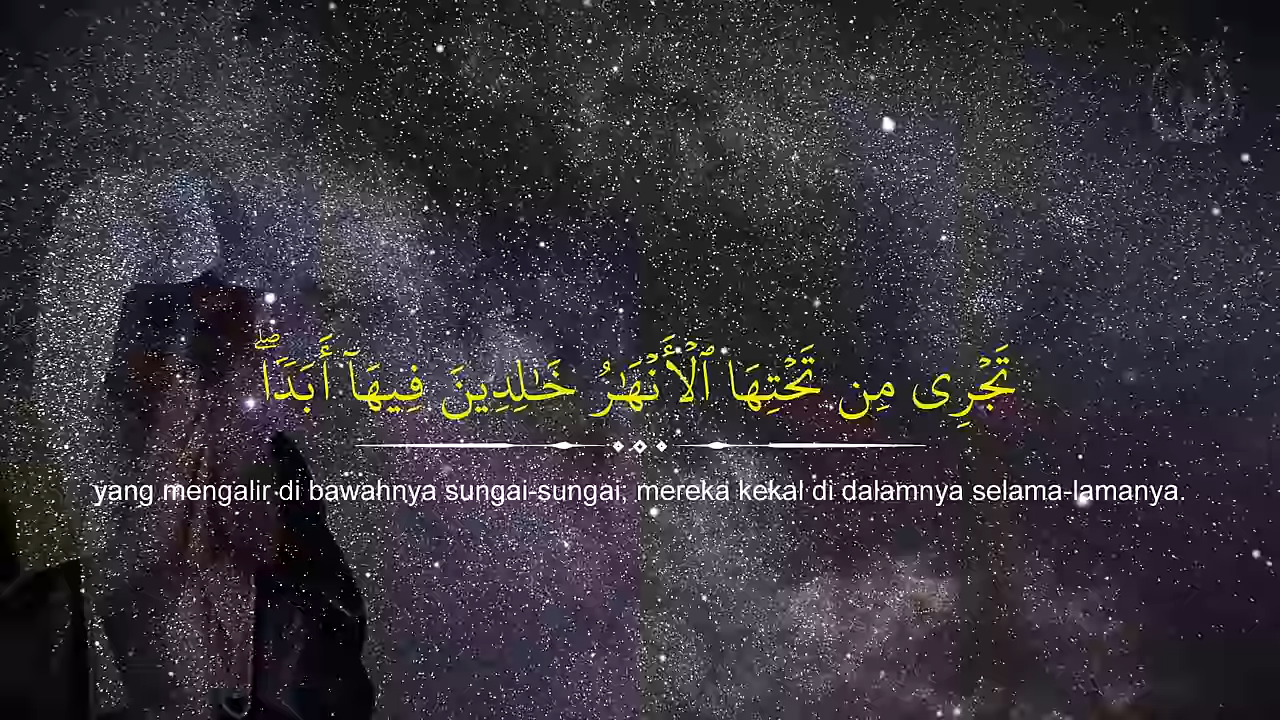 تَجْرِى مِن تَحْتِهَا ٱلْأَنْهَـٰرُ خَـٰلِدِينَ فِيهَآ أَبَدًۭا ۖ
yang mengalir di bawahnya sungai-sungai; mereka kekal di dalamnya selama-lamanya.